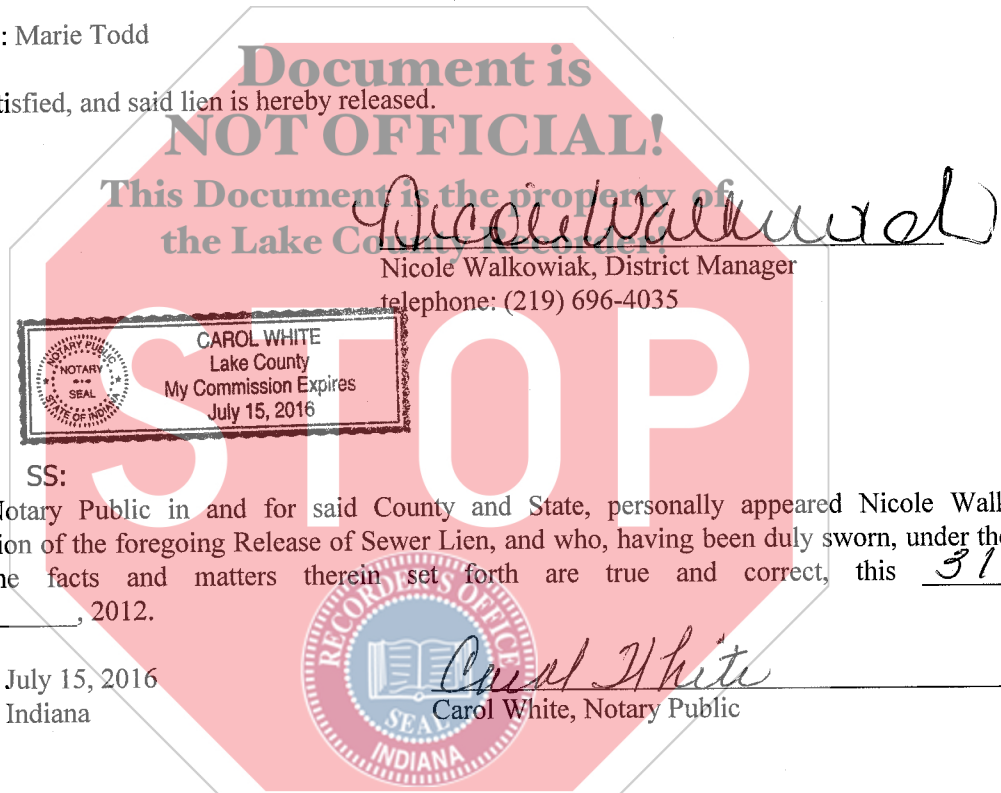 : Marie Todd
Document is
tisfied, and said lien is hereby released.
NOT OFFICIAL!
This Document is the property of
the Lake County Recorder!
Nicole Walkowiak
Nicole Walkowiak, District Manager
telephone: (219) 696-4035
STOP
CAROL WHITE
Lake County
My Commission Expires
July 15, 2016
NOTARY PUBLIC
NOTARY
SEAL
STATE OF INDIANA
SS:
Notary Public in and for said County and State, personally appeared Nicole Wal
ion of the foregoing Release of Sewer Lien, and who, having been duly sworn, under the
ne facts and matters therein set forth are true and correct, this 31
, 2012.
RECORDER'S OFFICE
SEAL
INDIANA
July 15, 2016
Indiana
Carol White
Carol White, Notary Public